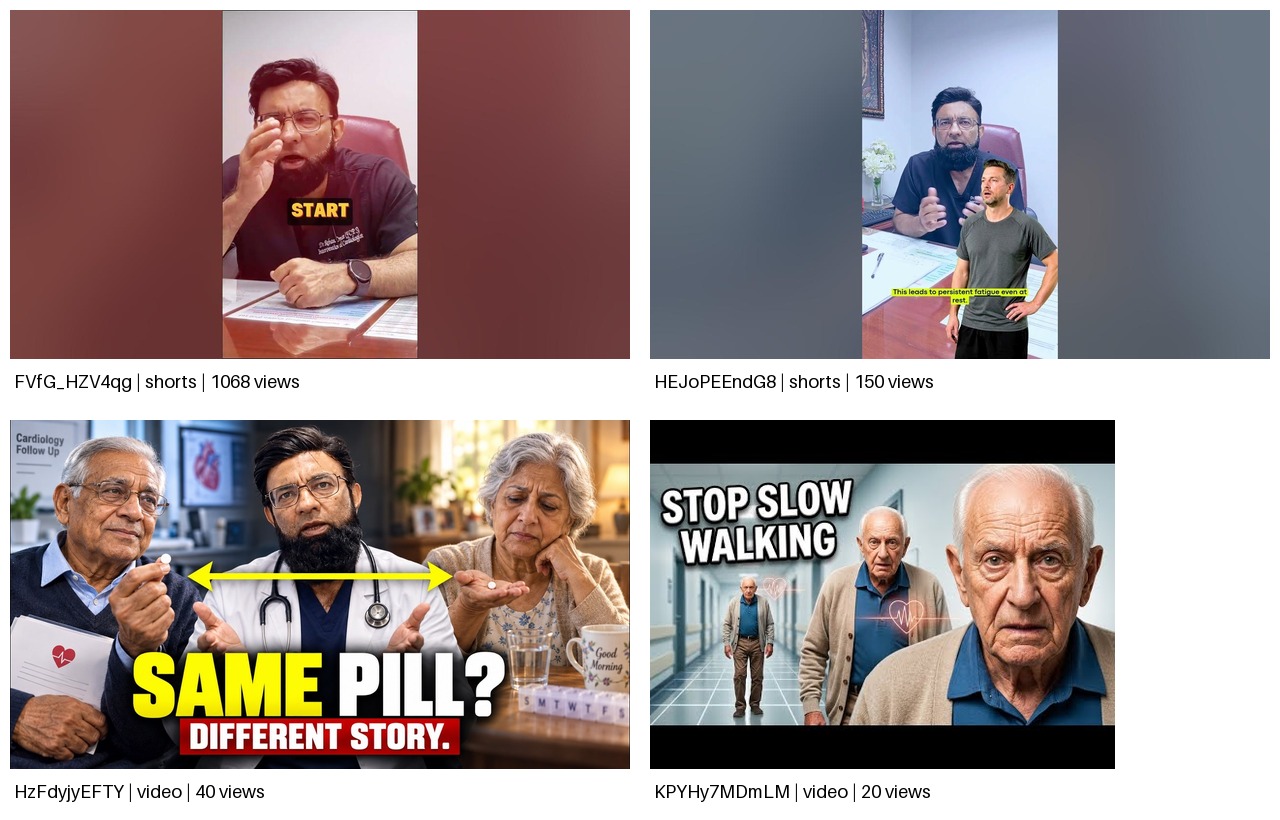 START
This leads to persistent fatigue even at
rest.
FVfG_HZV4qg | shorts | 1068 views
HEJoPEEndG8 | shorts | 150 views
Cardiology
Follow Up
SAME PILL?
DIFFERENT STORY.
Good
Morning
S M T W T F S
STOP SLOW
WALKING
HzFdyjyEFTY | video | 40 views
KPYHy7MDmLM | video | 20 views